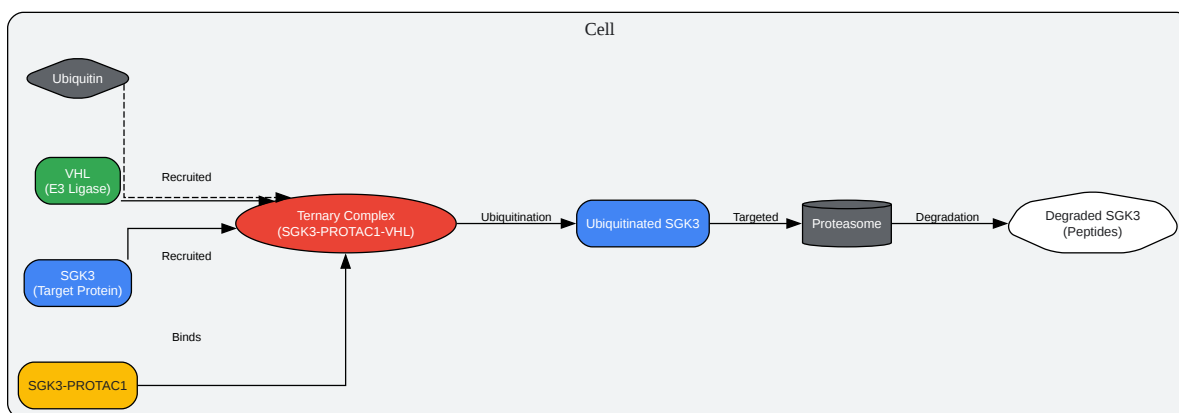 Cell
Ubiquitin
VHL
(E3 Ligase)
Recruited
SGK3
(Target Protein)
Recruited
Binds
SGK3-PROTAC1
Ternary Complex
(SGK3-PROTAC1-VHL)
Ubiquitination
Ubiquitinated SGK3
Targeted
Proteasome
Degradation
Degraded SGK3
(Peptides)